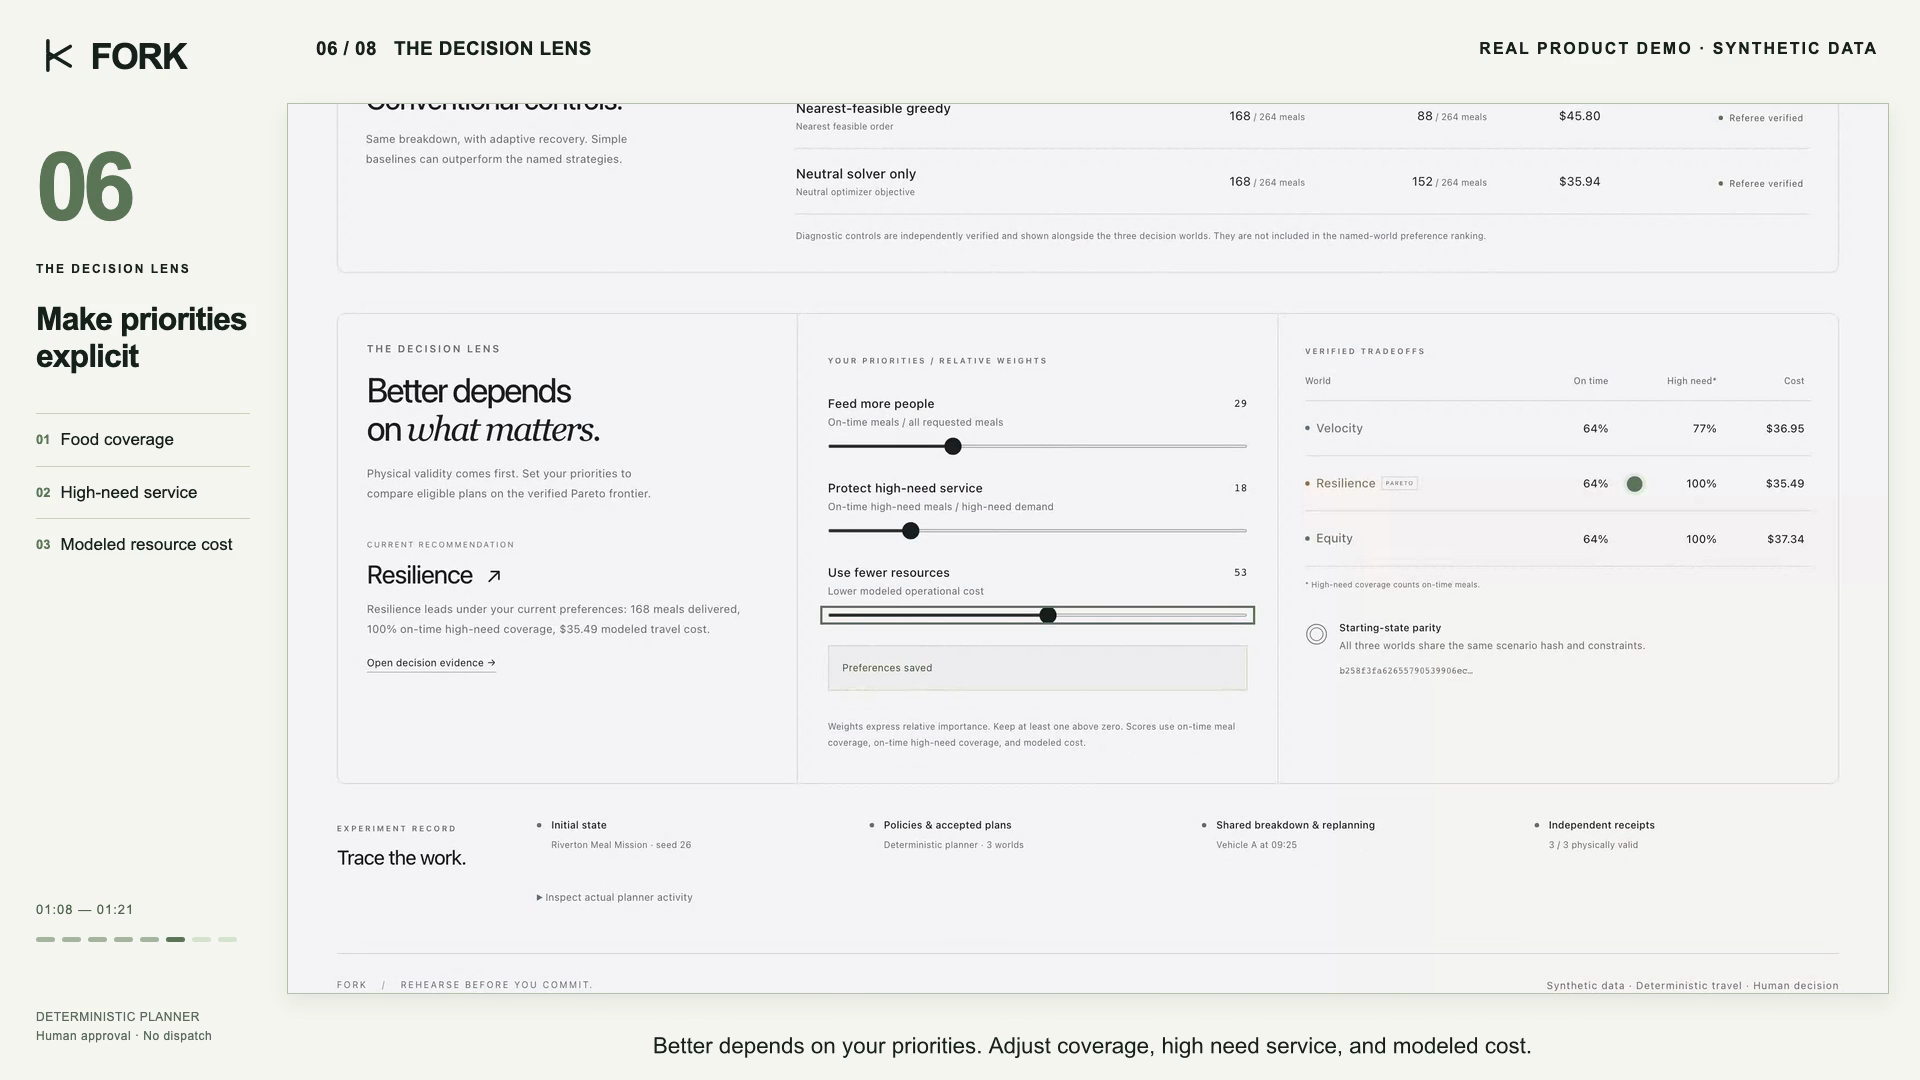 FORK
06 / 08 THE DECISION LENS
REAL PRODUCT DEMO · SYNTHETIC DATA
06
THE DECISION LENS
Make priorities
explicit
01 Food coverage
02 High-need service
03 Modeled resource cost
01:08 — 01:21
DETERMINISTIC PLANNER
Human approval · No dispatch
Conventional controls.
Same breakdown, with adaptive recovery. Simple
baselines can outperform the named strategies.
Nearest-feasible greedy
Nearest feasible order
168 / 264 meals
88 / 264 meals
$45.80
Referee verified
Neutral solver only
Neutral optimizer objective
168 / 264 meals
152 / 264 meals
$35.94
Referee verified
Diagnostic controls are independently verified and shown alongside the three decision worlds. They are not included in the named-world preference ranking.
THE DECISION LENS
Better depends
on what matters.
Physical validity comes first. Set your priorities to
compare eligible plans on the verified Pareto frontier.
CURRENT RECOMMENDATION
Resilience ↗
Resilience leads under your current preferences: 168 meals delivered,
100% on-time high-need coverage, $35.49 modeled travel cost.
Open decision evidence →
YOUR PRIORITIES / RELATIVE WEIGHTS
Feed more people 29
On-time meals / all requested meals
Protect high-need service 18
On-time high-need meals / high-need demand
Use fewer resources 53
Lower modeled operational cost
Preferences saved
Weights express relative importance. Keep at least one above zero. Scores use on-time meal
coverage, on-time high-need coverage, and modeled cost.
VERIFIED TRADEOFFS
World On time High need* Cost
Velocity 64% 77% $36.95
Resilience PARETO 64% 100% $35.49
Equity 64% 100% $37.34
* High-need coverage counts on-time meals.
Starting-state parity
All three worlds share the same scenario hash and constraints.
b258f3fa62655790539906ec…
EXPERIMENT RECORD
Trace the work.
Initial state
Riverton Meal Mission · seed 26
Policies & accepted plans
Deterministic planner · 3 worlds
Shared breakdown & replanning
Vehicle A at 09:25
Independent receipts
3 / 3 physically valid
Inspect actual planner activity
FORK / REHEARSE BEFORE YOU COMMIT.
Synthetic data · Deterministic travel · Human decision
Better depends on your priorities. Adjust coverage, high need service, and modeled cost.